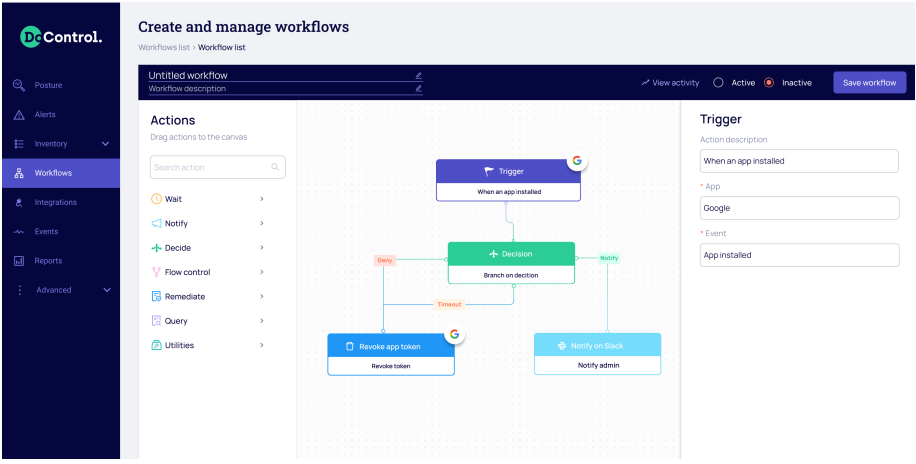 DoControl.
Posture
Alerts
Inventory
Workflows
Integrations
Events
Reports
Advanced
Create and manage workflows
Workflows list > Workflow list
Untitled workflow
Workflow description
View activity Active Inactive Save workflow
Actions
Drag actions to the canvas
Search action
Wait
Notify
Decide
Flow control
Remediate
Query
Utilities
Trigger
When an app installed
Decision
Branch on decition
Deny
Notify
Timeout
Revoke app token
Revoke token
Notify on Slack
Notify admin
Trigger
Action description
When an app installed
* App
Google
* Event
App installed